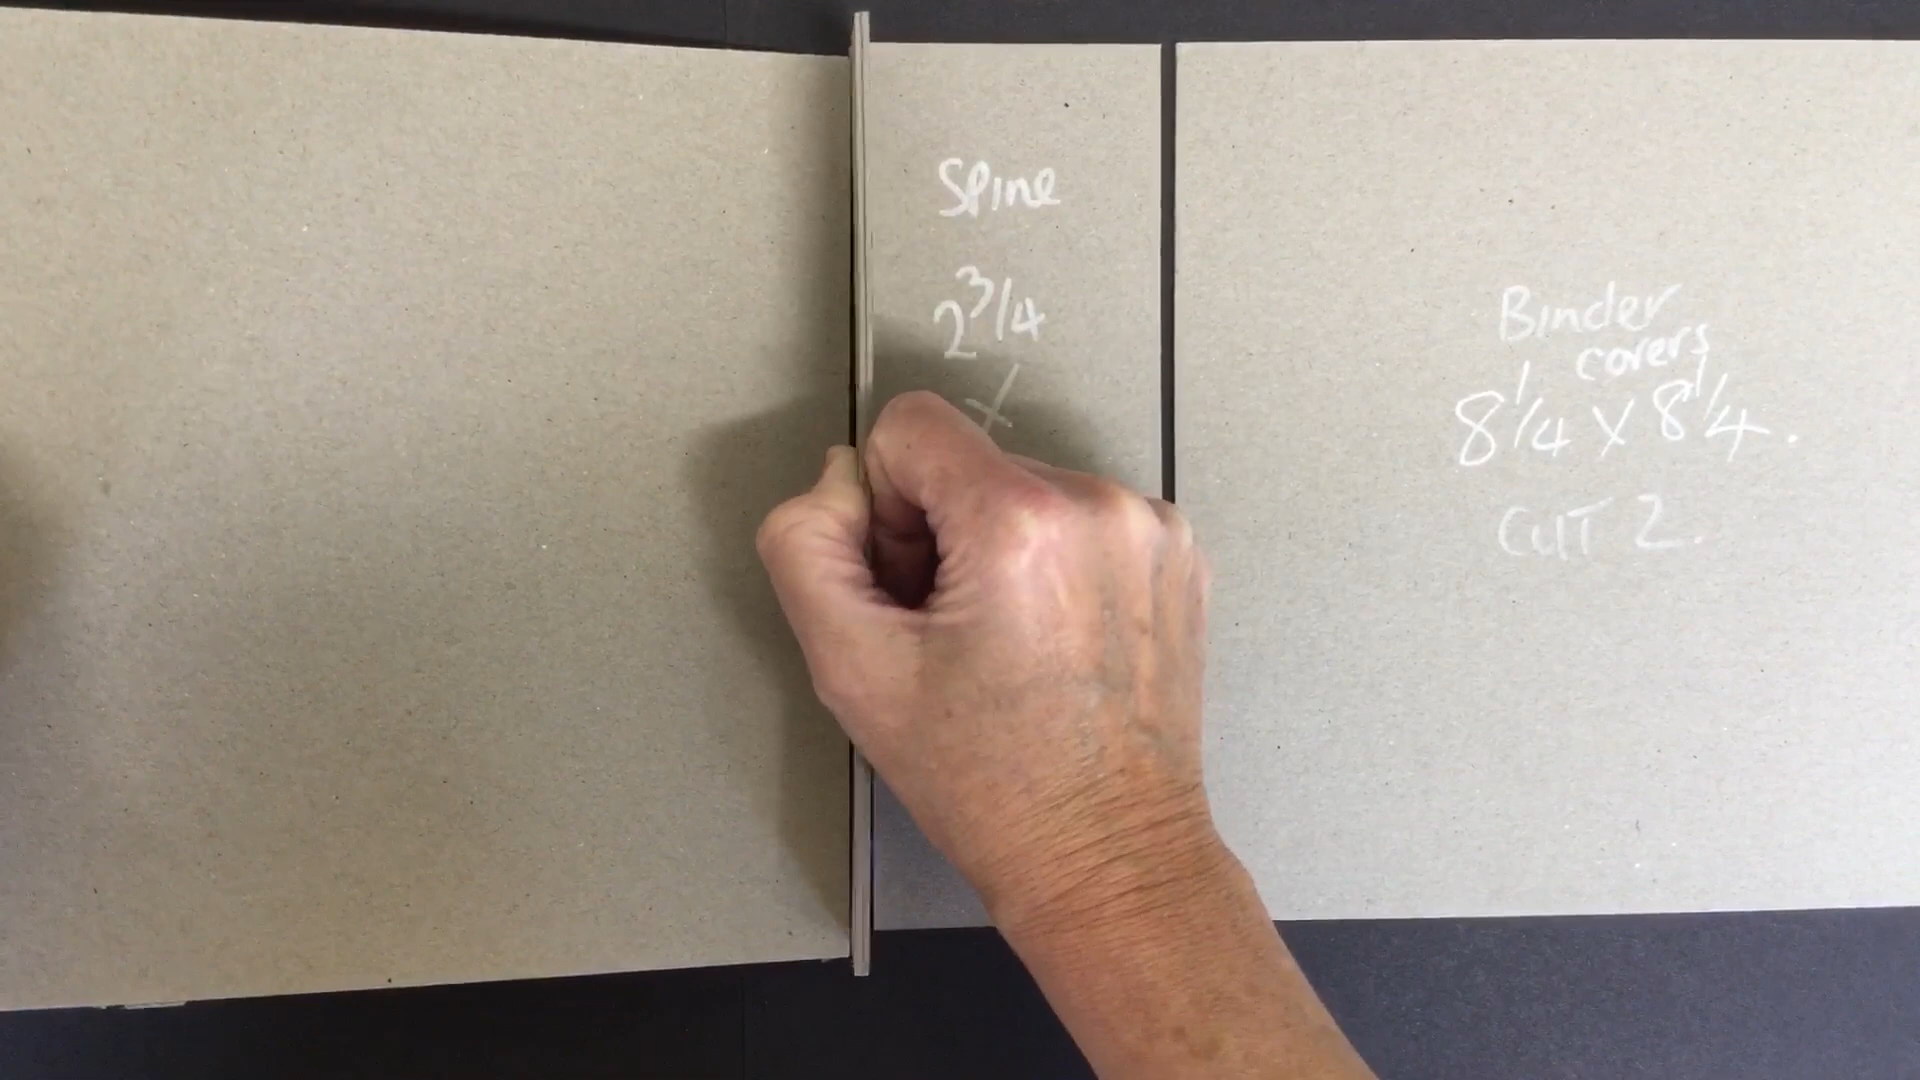 Spine
2 3/4
X
Binder
covers
8 1/4 X 8 1/4.
CUT 2.